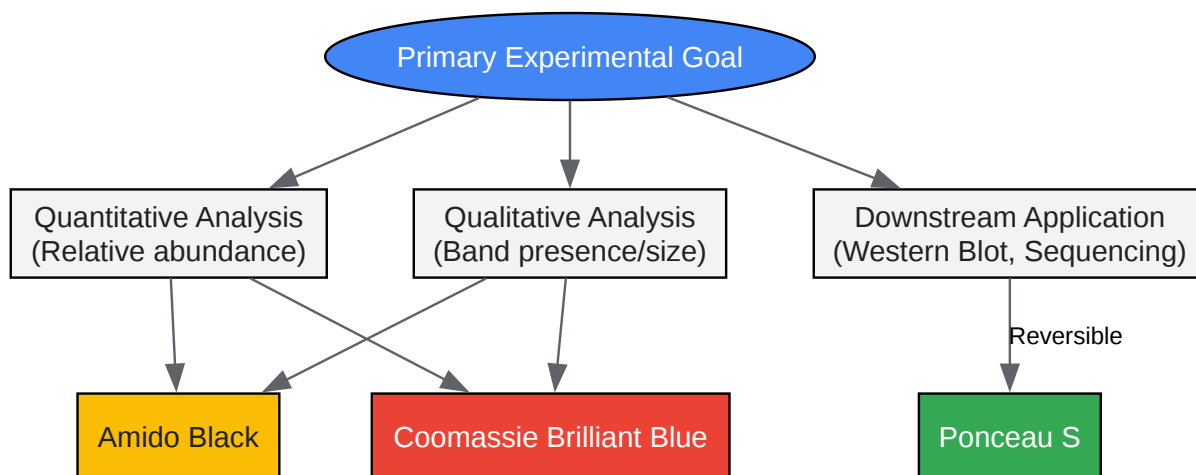 Primary Experimental Goal
Quantitative Analysis
(Relative abundance)
Qualitative Analysis
(Band presence/size)
Downstream Application
(Western Blot, Sequencing)
Reversible
Amido Black
Coomassie Brilliant Blue
Ponceau S